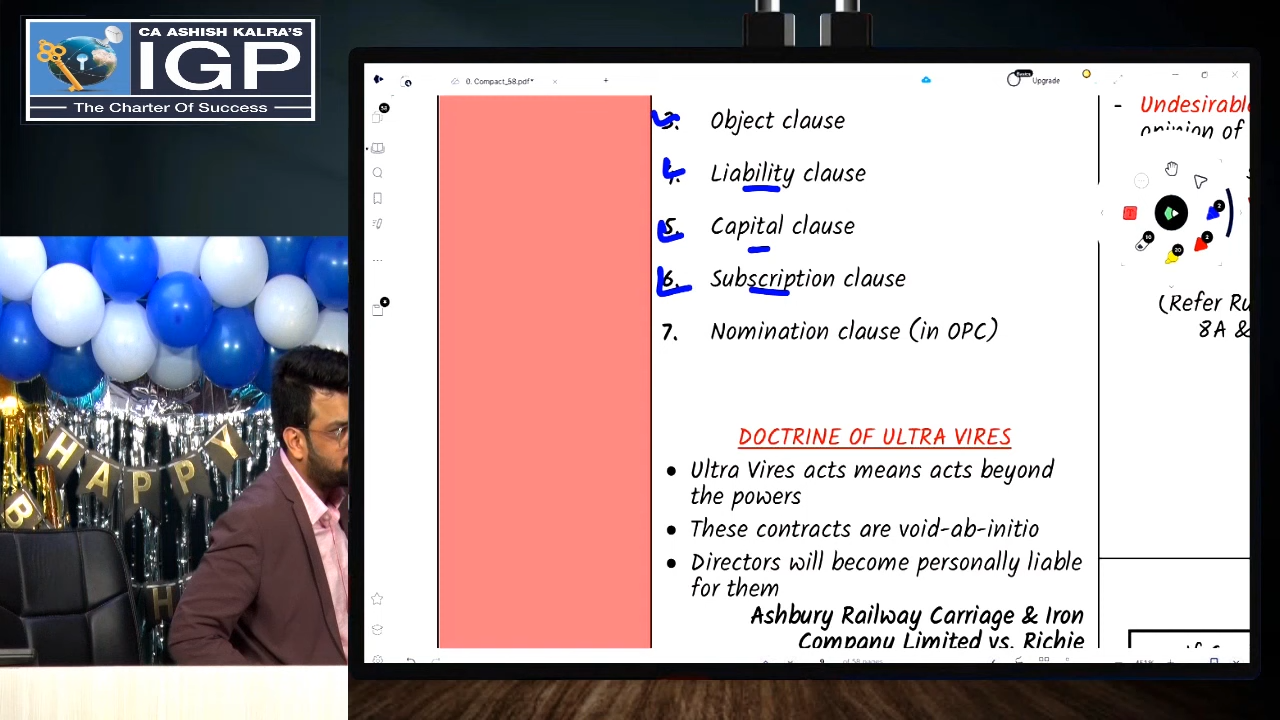 CA ASHISH KALRA'S
IGP
The Charter Of Success
0. Compact_58.pdf*
Upgrade
3. Object clause
4. Liability clause
5. Capital clause
6. Subscription clause
7. Nomination clause (in OPC)
DOCTRINE OF ULTRA VIRES
• Ultra Vires acts means acts beyond
the powers
• These contracts are void-ab-initio
• Directors will become personally liable
for them
Ashbury Railway Carriage & Iron
Company Limited vs. Richie
- Undesirabl
opinion of
(Refer Ru
8A &
HAPPY
B
H